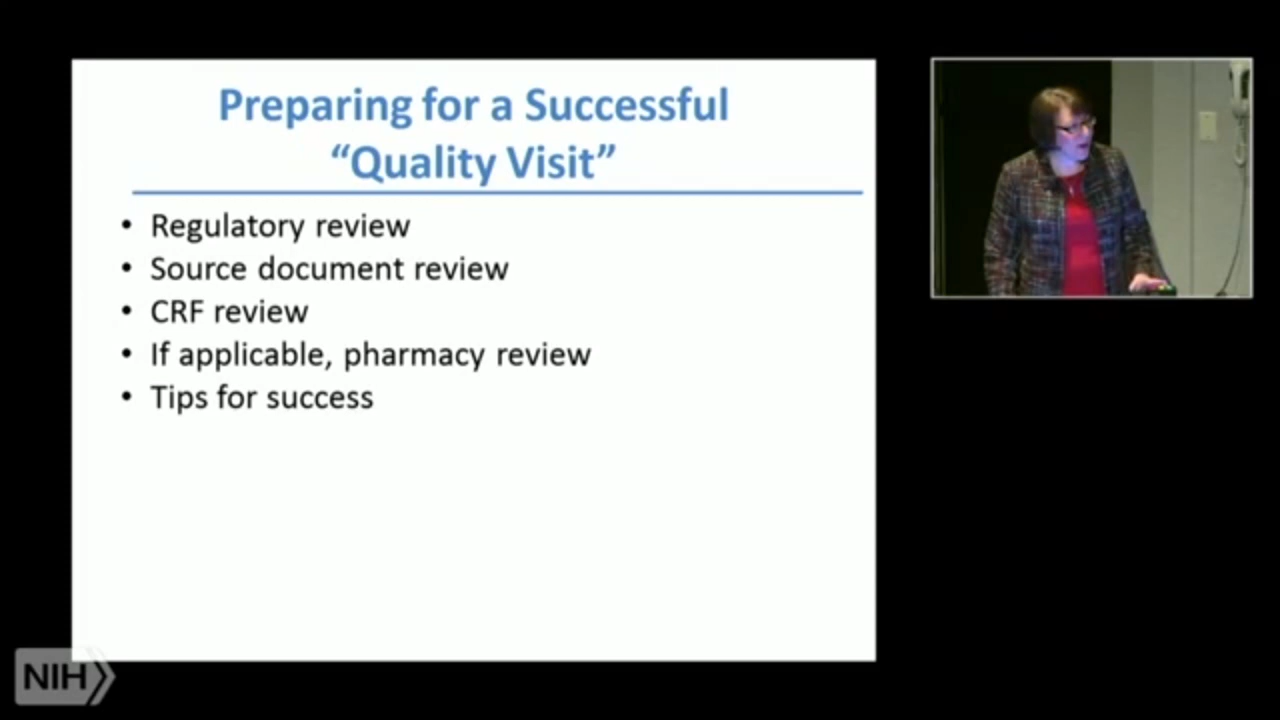 Preparing for a Successful
“Quality Visit”
• Regulatory review
• Source document review
• CRF review
• If applicable, pharmacy review
• Tips for success
NIH